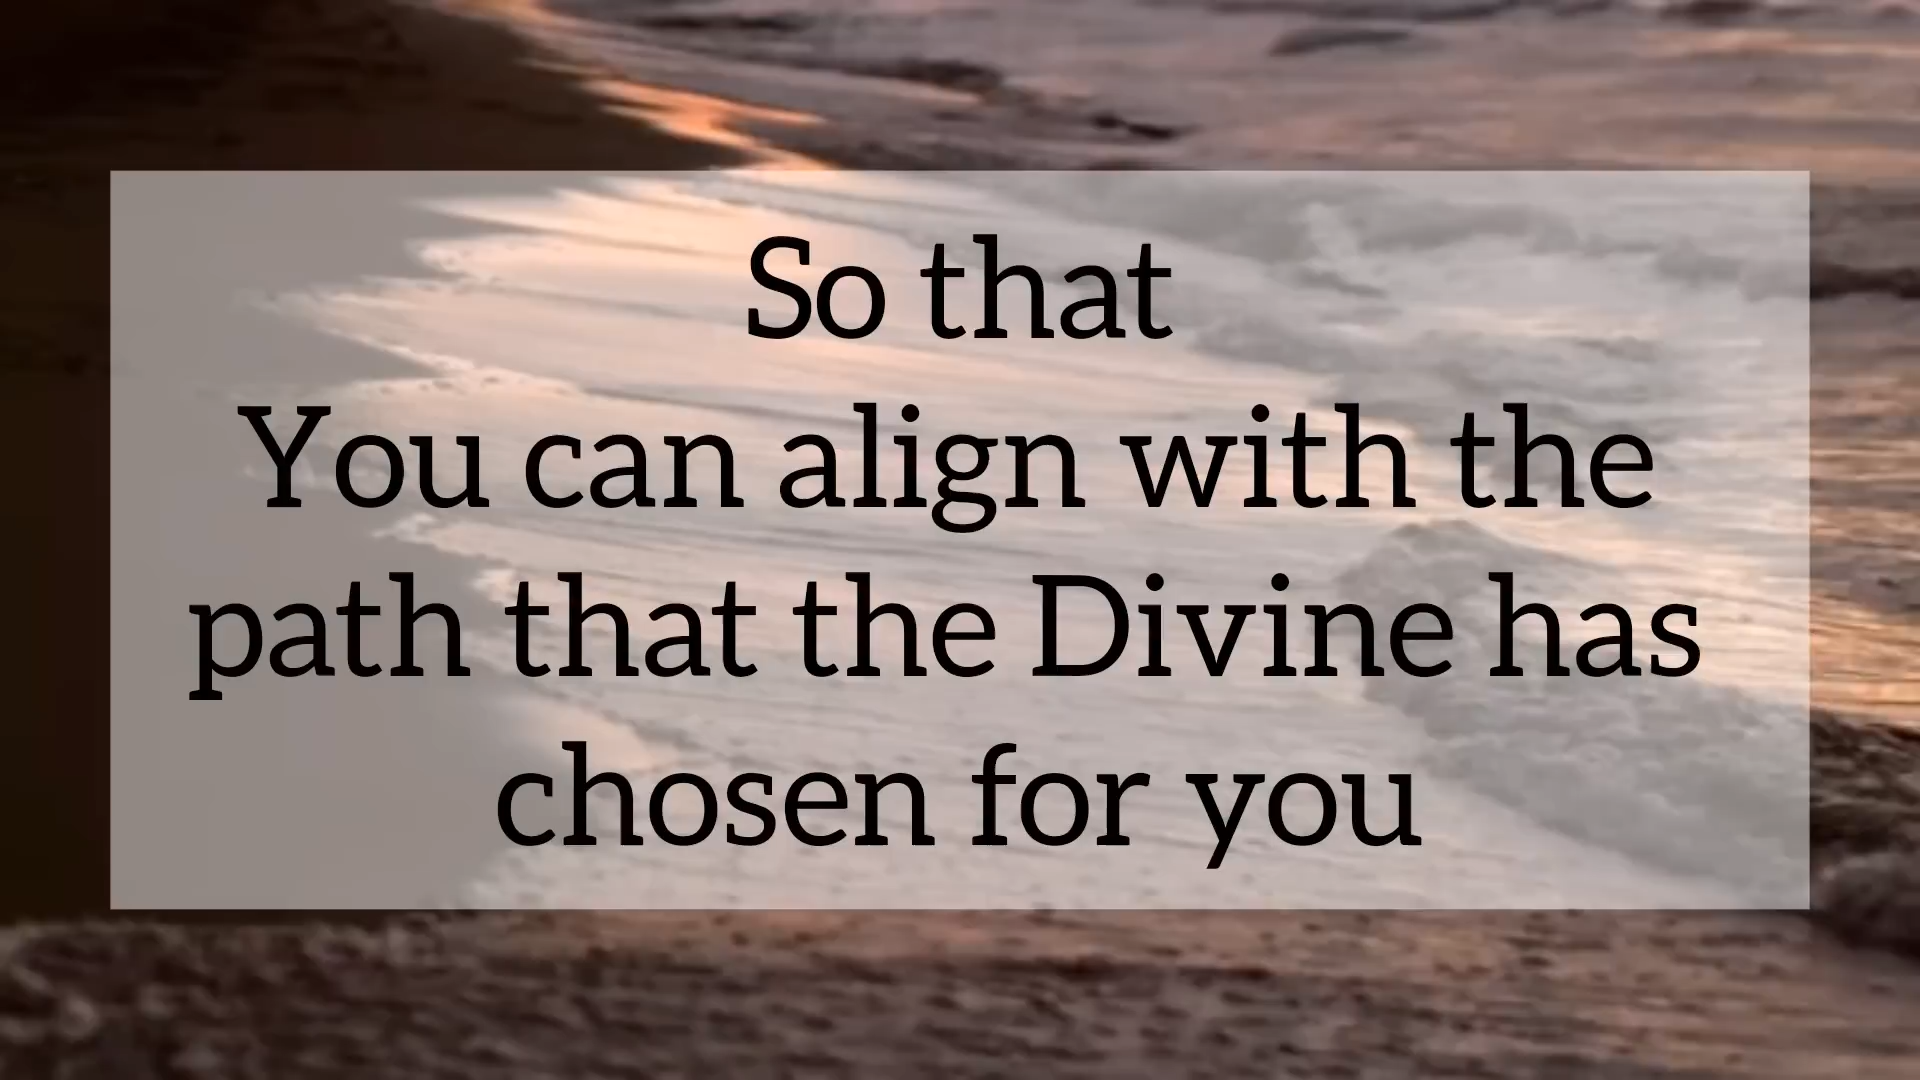 So that
You can align with the
path that the Divine has
chosen for you